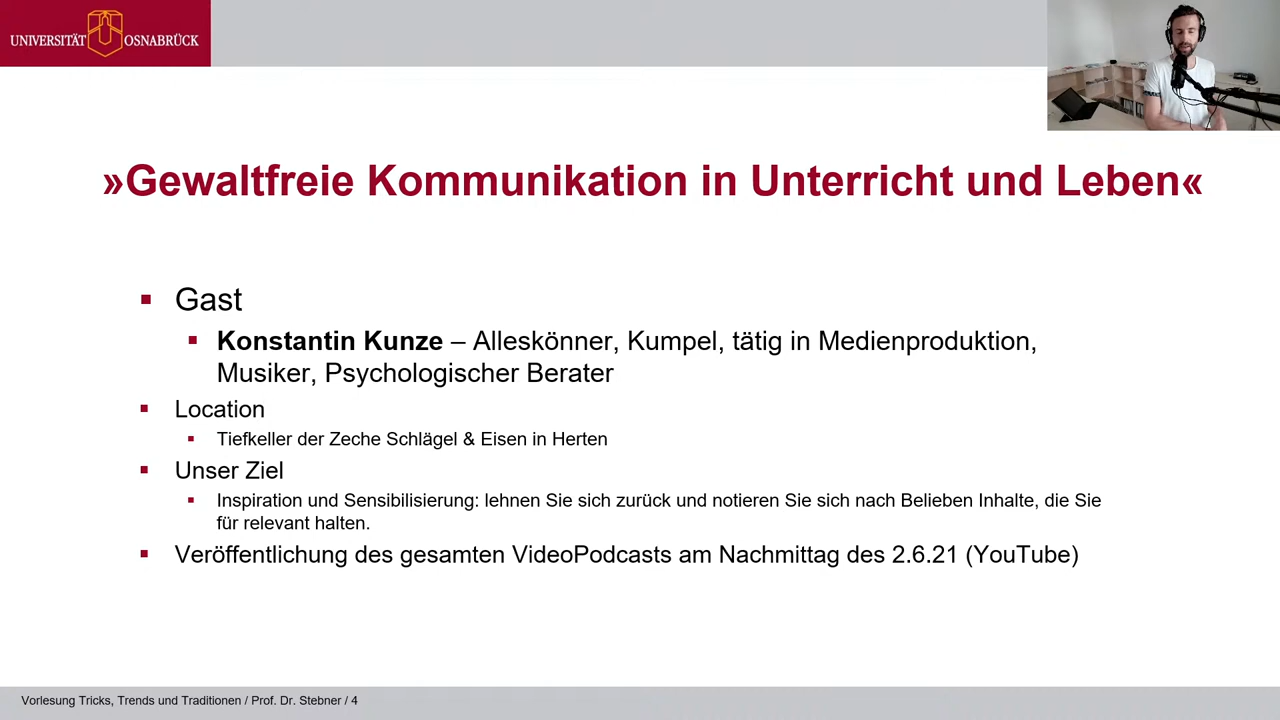 UNIVERSITÄT OSNABRÜCK
»Gewaltfreie Kommunikation in Unterricht und Leben«
Gast
Konstantin Kunze – Alleskönner, Kumpel, tätig in Medienproduktion,
Musiker, Psychologischer Berater
Location
Tiefkeller der Zeche Schlägel & Eisen in Herten
Unser Ziel
Inspiration und Sensibilisierung: lehnen Sie sich zurück und notieren Sie sich nach Belieben Inhalte, die Sie
für relevant halten.
Veröffentlichung des gesamten VideoPodcasts am Nachmittag des 2.6.21 (YouTube)
Vorlesung Tricks, Trends und Traditionen / Prof. Dr. Stebner / 4